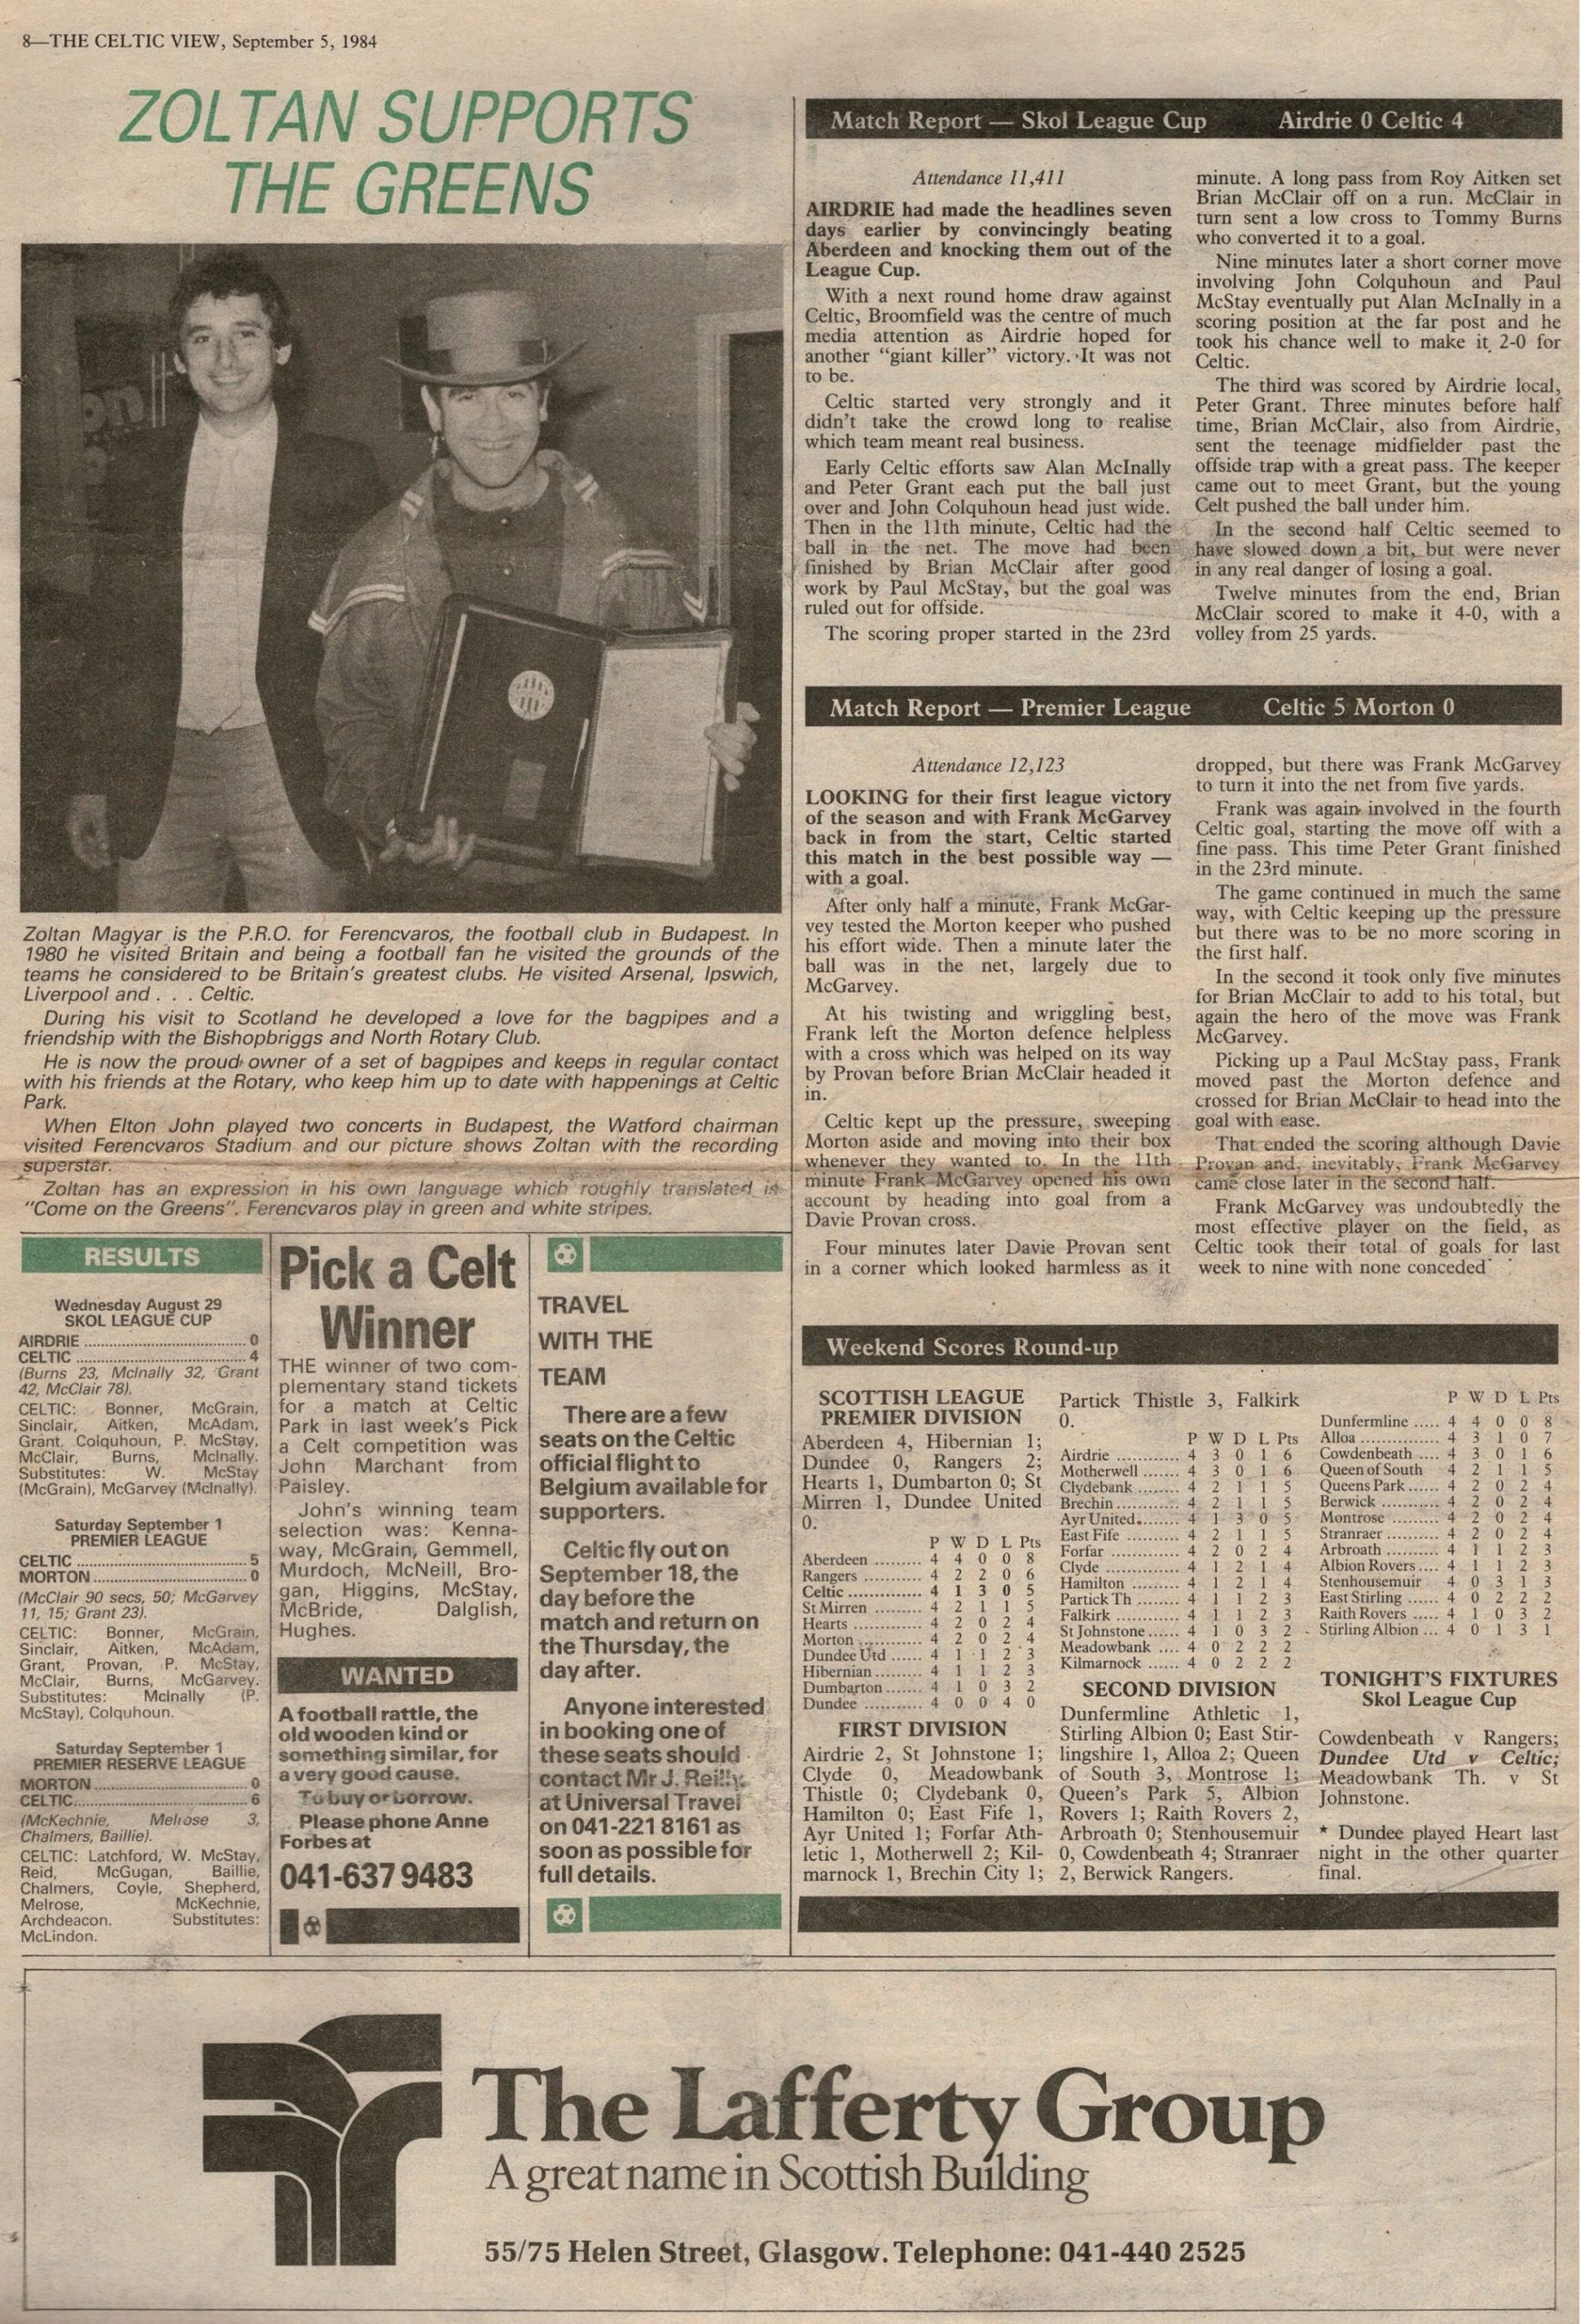 8—THE CELTIC VIEW, September 5, 1984
ZOLTAN SUPPORTS
THE GREENS
Zoltan Magyar is the P.R.O. for Ferencvaros, the football club in Budapest. In
1980 he visited Britain and being a football fan he visited the grounds of the
teams he considered to be Britain's greatest clubs. He visited Arsenal, Ipswich,
Liverpool and . . . Celtic.
During his visit to Scotland he developed a love for the bagpipes and a
friendship with the Bishopbriggs and North Rotary Club.
He is now the proud owner of a set of bagpipes and keeps in regular contact
with his friends at the Rotary, who keep him up to date with happenings at Celtic
Park.
When Elton John played two concerts in Budapest, the Watford chairman
visited Ferencvaros Stadium and our picture shows Zoltan with the recording
superstar.
Zoltan has an expression in his own language which roughly translated is
"Come on the Greens". Ferencvaros play in green and white stripes.
RESULTS
Wednesday August 29
SKOL LEAGUE CUP
AIRDRIE ........................................ 0
CELTIC ........................................ 4
(Burns 23, McInally 32, Grant
42, McClair 78).
CELTIC: Bonner, McGrain,
Sinclair, Aitken, McAdam,
Grant, Colquhoun, P. McStay,
McClair, Burns, McInally.
Substitutes: W. McStay
(McGrain), McGarvey (McInally).
Saturday September 1
PREMIER LEAGUE
CELTIC ........................................ 5
MORTON ........................................ 0
(McClair 90 secs, 50; McGarvey
11, 15; Grant 23).
CELTIC: Bonner, McGrain,
Sinclair, Aitken, McAdam,
Grant, Provan, P. McStay,
McClair, Burns, McGarvey.
Substitutes: McInally (P.
McStay), Colquhoun.
Saturday September 1
PREMIER RESERVE LEAGUE
MORTON ........................................ 0
CELTIC ........................................ 6
(McKechnie, Melrose 3,
Chalmers, Baillie).
CELTIC: Latchford, W. McStay,
Reid, McGugan, Baillie,
Chalmers, Coyle, Shepherd,
Melrose, McKechnie,
Archdeacon. Substitutes:
McLindon.
Pick a Celt
Winner
THE winner of two com-
plementary stand tickets
for a match at Celtic
Park in last week's Pick
a Celt competition was
John Marchant from
Paisley.
John's winning team
selection was: Kenna-
way, McGrain, Gemmell,
Murdoch, McNeill, Bro-
gan, Higgins, McStay,
McBride, Dalglish,
Hughes.
WANTED
A football rattle, the
old wooden kind or
something similar, for
a very good cause.
To buy or borrow.
Please phone Anne
Forbes at
041-637 9483
TRAVEL
WITH THE
TEAM
There are a few
seats on the Celtic
official flight to
Belgium available for
supporters.
Celtic fly out on
September 18, the
day before the
match and return on
the Thursday, the
day after.
Anyone interested
in booking one of
these seats should
contact Mr J. Reilly,
at Universal Travel
on 041-221 8161 as
soon as possible for
full details.
Match Report — Skol League Cup Airdrie 0 Celtic 4
Attendance 11,411
AIRDRIE had made the headlines seven
days earlier by convincingly beating
Aberdeen and knocking them out of the
League Cup.
With a next round home draw against
Celtic, Broomfield was the centre of much
media attention as Airdrie hoped for
another "giant killer" victory. It was not
to be.
Celtic started very strongly and it
didn't take the crowd long to realise
which team meant real business.
Early Celtic efforts saw Alan McInally
and Peter Grant each put the ball just
over and John Colquhoun head just wide.
Then in the 11th minute, Celtic had the
ball in the net. The move had been
finished by Brian McClair after good
work by Paul McStay, but the goal was
ruled out for offside.
The scoring proper started in the 23rd
minute. A long pass from Roy Aitken set
Brian McClair off on a run. McClair in
turn sent a low cross to Tommy Burns
who converted it to a goal.
Nine minutes later a short corner move
involving John Colquhoun and Paul
McStay eventually put Alan McInally in a
scoring position at the far post and he
took his chance well to make it 2-0 for
Celtic.
The third was scored by Airdrie local,
Peter Grant. Three minutes before half
time, Brian McClair, also from Airdrie,
sent the teenage midfielder past the
offside trap with a great pass. The keeper
came out to meet Grant, but the young
Celt pushed the ball under him.
In the second half Celtic seemed to
have slowed down a bit, but were never
in any real danger of losing a goal.
Twelve minutes from the end, Brian
McClair scored to make it 4-0, with a
volley from 25 yards.
Match Report — Premier League Celtic 5 Morton 0
Attendance 12,123
LOOKING for their first league victory
of the season and with Frank McGarvey
back in from the start, Celtic started
this match in the best possible way —
with a goal.
After only half a minute, Frank McGar-
vey tested the Morton keeper who pushed
his effort wide. Then a minute later the
ball was in the net, largely due to
McGarvey.
At his twisting and wriggling best,
Frank left the Morton defence helpless
with a cross which was helped on its way
by Provan before Brian McClair headed it
in.
Celtic kept up the pressure, sweeping
Morton aside and moving into their box
whenever they wanted to. In the 11th
minute Frank McGarvey opened his own
account by heading into goal from a
Davie Provan cross.
Four minutes later Davie Provan sent
in a corner which looked harmless as it
dropped, but there was Frank McGarvey
to turn it into the net from five yards.
Frank was again involved in the fourth
Celtic goal, starting the move off with a
fine pass. This time Peter Grant finished
in the 23rd minute.
The game continued in much the same
way, with Celtic keeping up the pressure
but there was to be no more scoring in
the first half.
In the second it took only five minutes
for Brian McClair to add to his total, but
again the hero of the move was Frank
McGarvey.
Picking up a Paul McStay pass, Frank
moved past the Morton defence and
crossed for Brian McClair to head into the
goal with ease.
That ended the scoring although Davie
Provan and, inevitably, Frank McGarvey
came close later in the second half.
Frank McGarvey was undoubtedly the
most effective player on the field, as
Celtic took their total of goals for last
week to nine with none conceded
Weekend Scores Round-up
SCOTTISH LEAGUE
PREMIER DIVISION
Aberdeen 4, Hibernian 1;
Dundee 0, Rangers 2;
Hearts 1, Dumbarton 0; St
Mirren 1, Dundee United
0.
P W D L Pts
Aberdeen ......... 4 4 0 0 8
Rangers ........... 4 2 2 0 6
Celtic .............. 4 1 3 0 5
St Mirren ......... 4 2 1 1 5
Hearts ............. 4 2 0 2 4
Morton ............ 4 2 0 2 4
Dundee Utd ...... 4 1 1 2 3
Hibernian ......... 4 1 1 2 3
Dumbarton ....... 4 1 0 3 2
Dundee ........... 4 0 0 4 0
FIRST DIVISION
Airdrie 2, St Johnstone 1;
Clyde 0, Meadowbank
Thistle 0; Clydebank 0,
Hamilton 0; East Fife 1,
Ayr United 1; Forfar Ath-
letic 1, Motherwell 2; Kil-
marnock 1, Brechin City 1;
Partick Thistle 3, Falkirk
0.
P W D L Pts
Airdrie ............ 4 3 0 1 6
Motherwell ....... 4 3 0 1 6
Clydebank ........ 4 2 1 1 5
Brechin ........... 4 2 1 1 5
Ayr United ....... 4 1 3 0 5
East Fife .......... 4 2 1 1 5
Forfar ............. 4 2 0 2 4
Clyde .............. 4 1 2 1 4
Hamilton ......... 4 1 2 1 4
Partick Th ........ 4 1 1 2 3
Falkirk ............ 4 1 1 2 3
St Johnstone ...... 4 1 0 3 2
Meadowbank .... 4 0 2 2 2
Kilmarnock ...... 4 0 2 2 2
SECOND DIVISION
Dunfermline Athletic 1,
Stirling Albion 0; East Stir-
lingshire 1, Alloa 2; Queen
of South 3, Montrose 1;
Queen's Park 5, Albion
Rovers 1; Raith Rovers 2,
Arbroath 0; Stenhousemuir
0, Cowdenbeath 4; Stranraer
2, Berwick Rangers.
P W D L Pts
Dunfermline ..... 4 4 0 0 8
Alloa ............... 4 3 1 0 7
Cowdenbeath .... 4 3 0 1 6
Queen of South 4 2 1 1 5
Queens Park ...... 4 2 0 2 4
Berwick ........... 4 2 0 2 4
Montrose ......... 4 2 0 2 4
Stranraer .......... 4 2 0 2 4
Arbroath .......... 4 1 1 2 3
Albion Rovers .... 4 1 1 2 3
Stenhousemuir 4 0 3 1 3
East Stirling ...... 4 0 2 2 2
Raith Rovers ..... 4 1 0 3 2
Stirling Albion ... 4 0 1 3 1
TONIGHT'S FIXTURES
Skol League Cup
Cowdenbeath v Rangers;
Dundee Utd v Celtic;
Meadowbank Th. v St
Johnstone.
* Dundee played Heart last
night in the other quarter
final.
The Lafferty Group
A great name in Scottish Building
55/75 Helen Street, Glasgow. Telephone: 041-440 2525